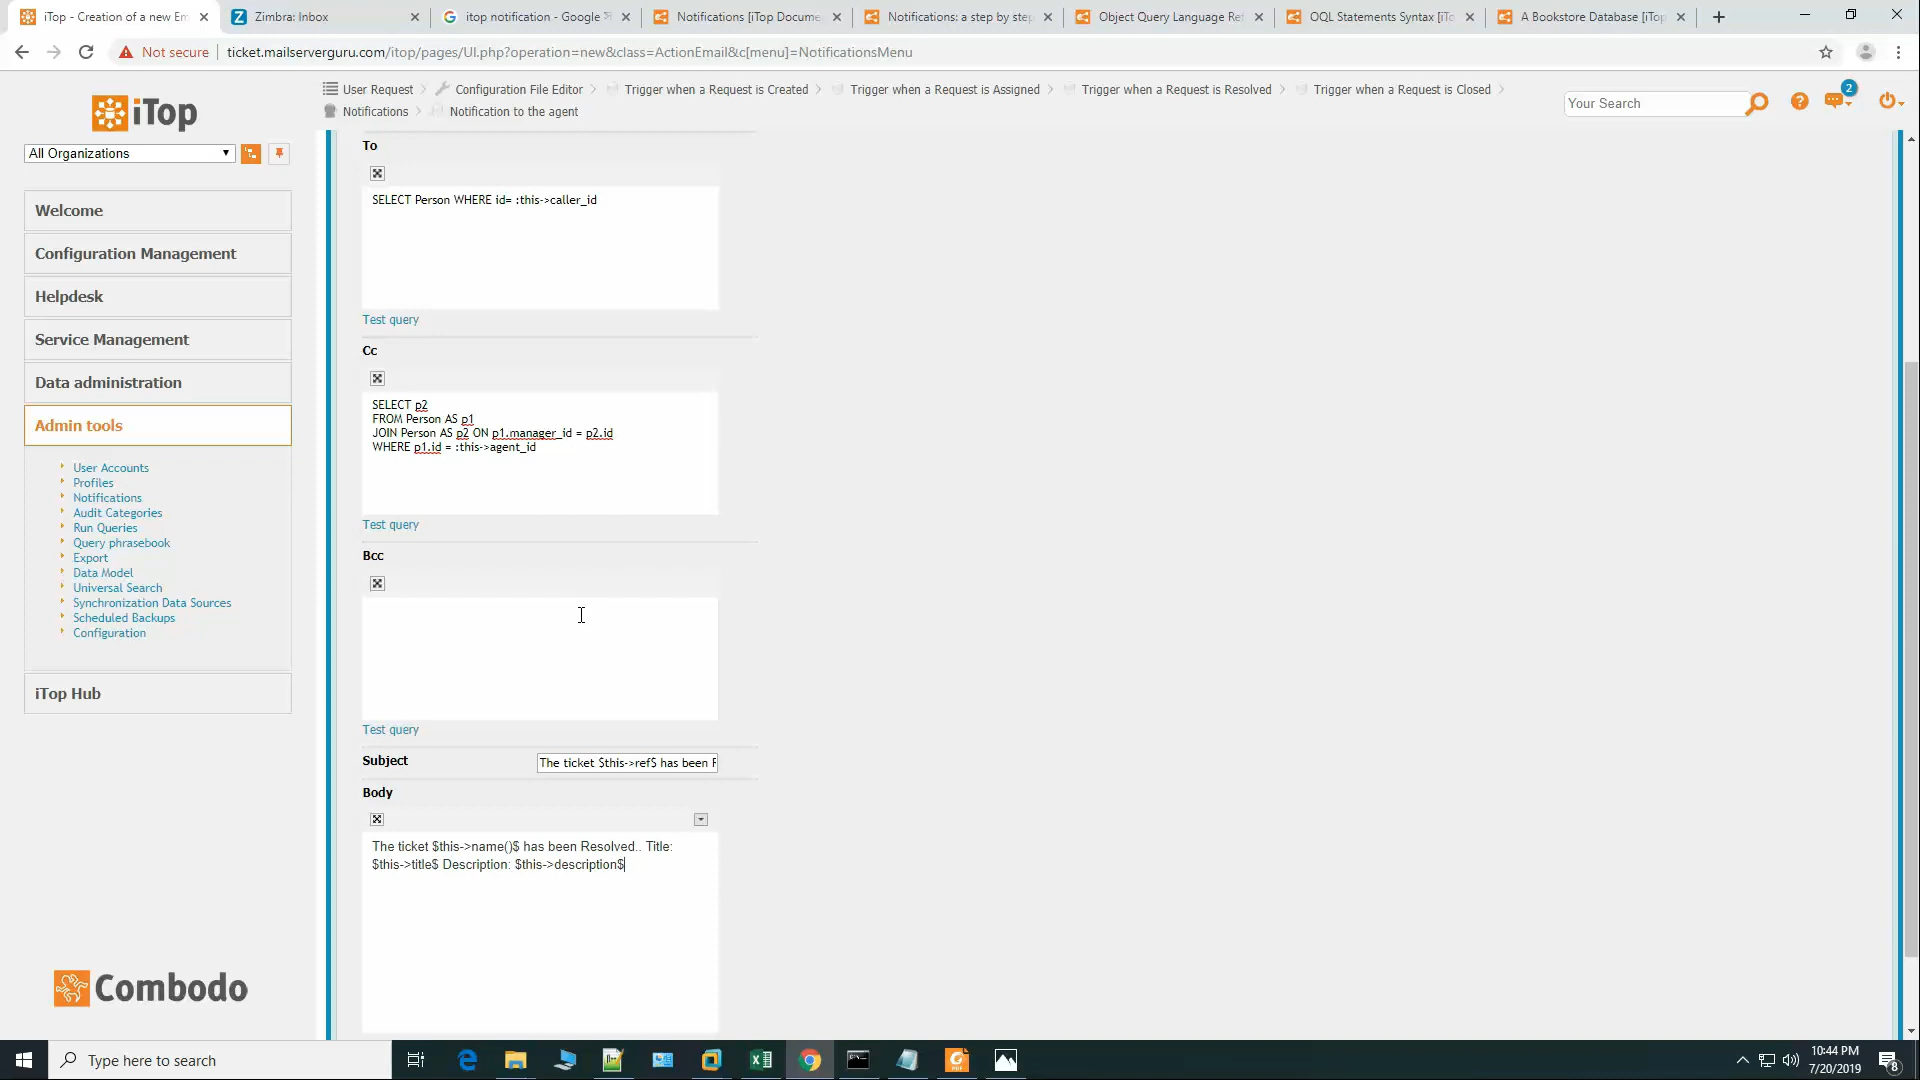 iTop - Creation of a new Em
Zimbra: Inbox
itop notification - Google
Notifications [iTop Docume
Notifications: a step by step
Object Query Language Re
OQL Statements Syntax [iTo
A Bookstore Database [iTop
Not secure
ticket.mailserverguru.com/itop/pages/UI.php?operation=new&class=ActionEmail&c[menu]=NotificationsMenu
iTop
User Request
Configuration File Editor
Trigger when a Request is Created
Trigger when a Request is Assigned
Trigger when a Request is Resolved
Trigger when a Request is Closed
Notifications
Notification to the agent
Your Search
2
All Organizations
Welcome
Configuration Management
Helpdesk
Service Management
Data administration
Admin tools
User Accounts
Profiles
Notifications
Audit Categories
Run Queries
Query phrasebook
Export
Data Model
Universal Search
Synchronization Data Sources
Scheduled Backups
Configuration
iTop Hub
Combodo
To
SELECT Person WHERE id= :this->caller_id
Test query
Cc
SELECT p2
FROM Person AS p1
JOIN Person AS p2 ON p1.manager_id = p2.id
WHERE p1.id = :this->agent_id
Test query
Bcc
Test query
Subject
The ticket $this->ref$ has been R
Body
The ticket $this->name()$ has been Resolved.. Title:
$this->title$ Description: $this->description$
Type here to search
10:44 PM
7/20/2019
8